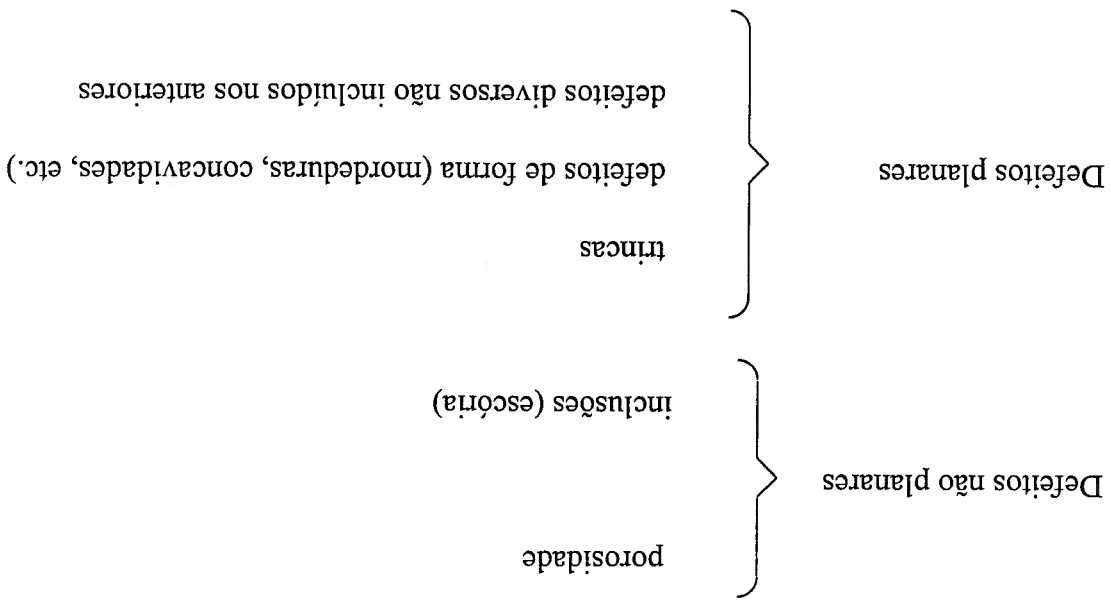 porosidade
Defeitos não planares
inclusões (escória)
trincas
Defeitos planares
defeitos de forma (mordeduras, concavidades, etc.)
defeitos diversos não incluídos nos anteriores